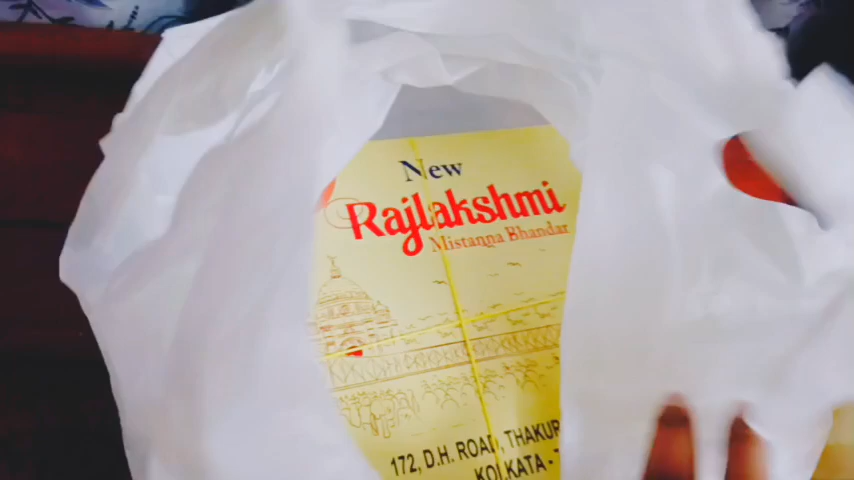 New
Rajlakshmi
Mistanna Bhandar
172, D.H. ROAD, THAKUR
KOLKATA -